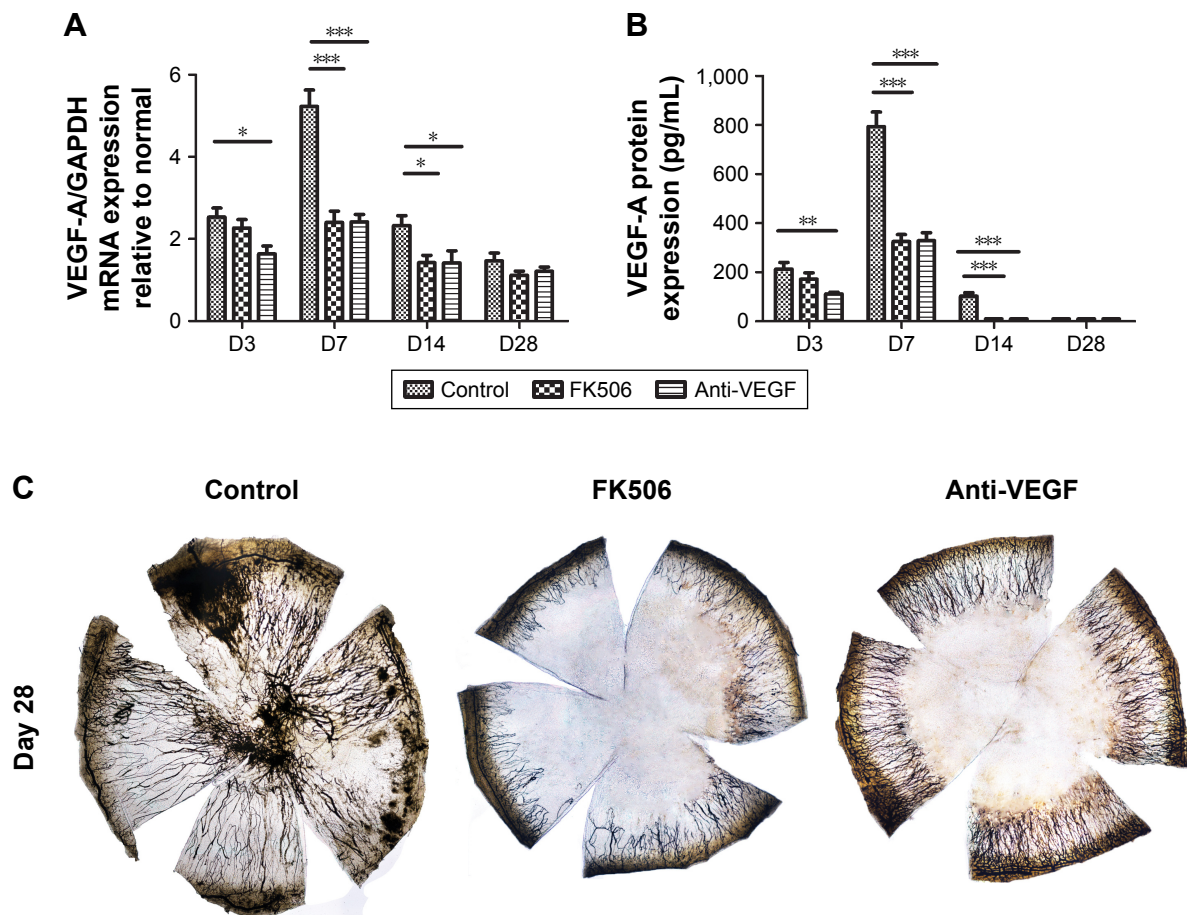 A
VEGF-A/GAPDH
mRNA expression
relative to normal
6
4
2
0
*
***
***
*
*
D3 D7 D14 D28
B
VEGF-A protein
expression (pg/mL)
1,000
800
600
400
200
0
**
***
***
***
***
D3 D7 D14 D28
Control FK506 Anti-VEGF
C
Control FK506 Anti-VEGF
Day 28